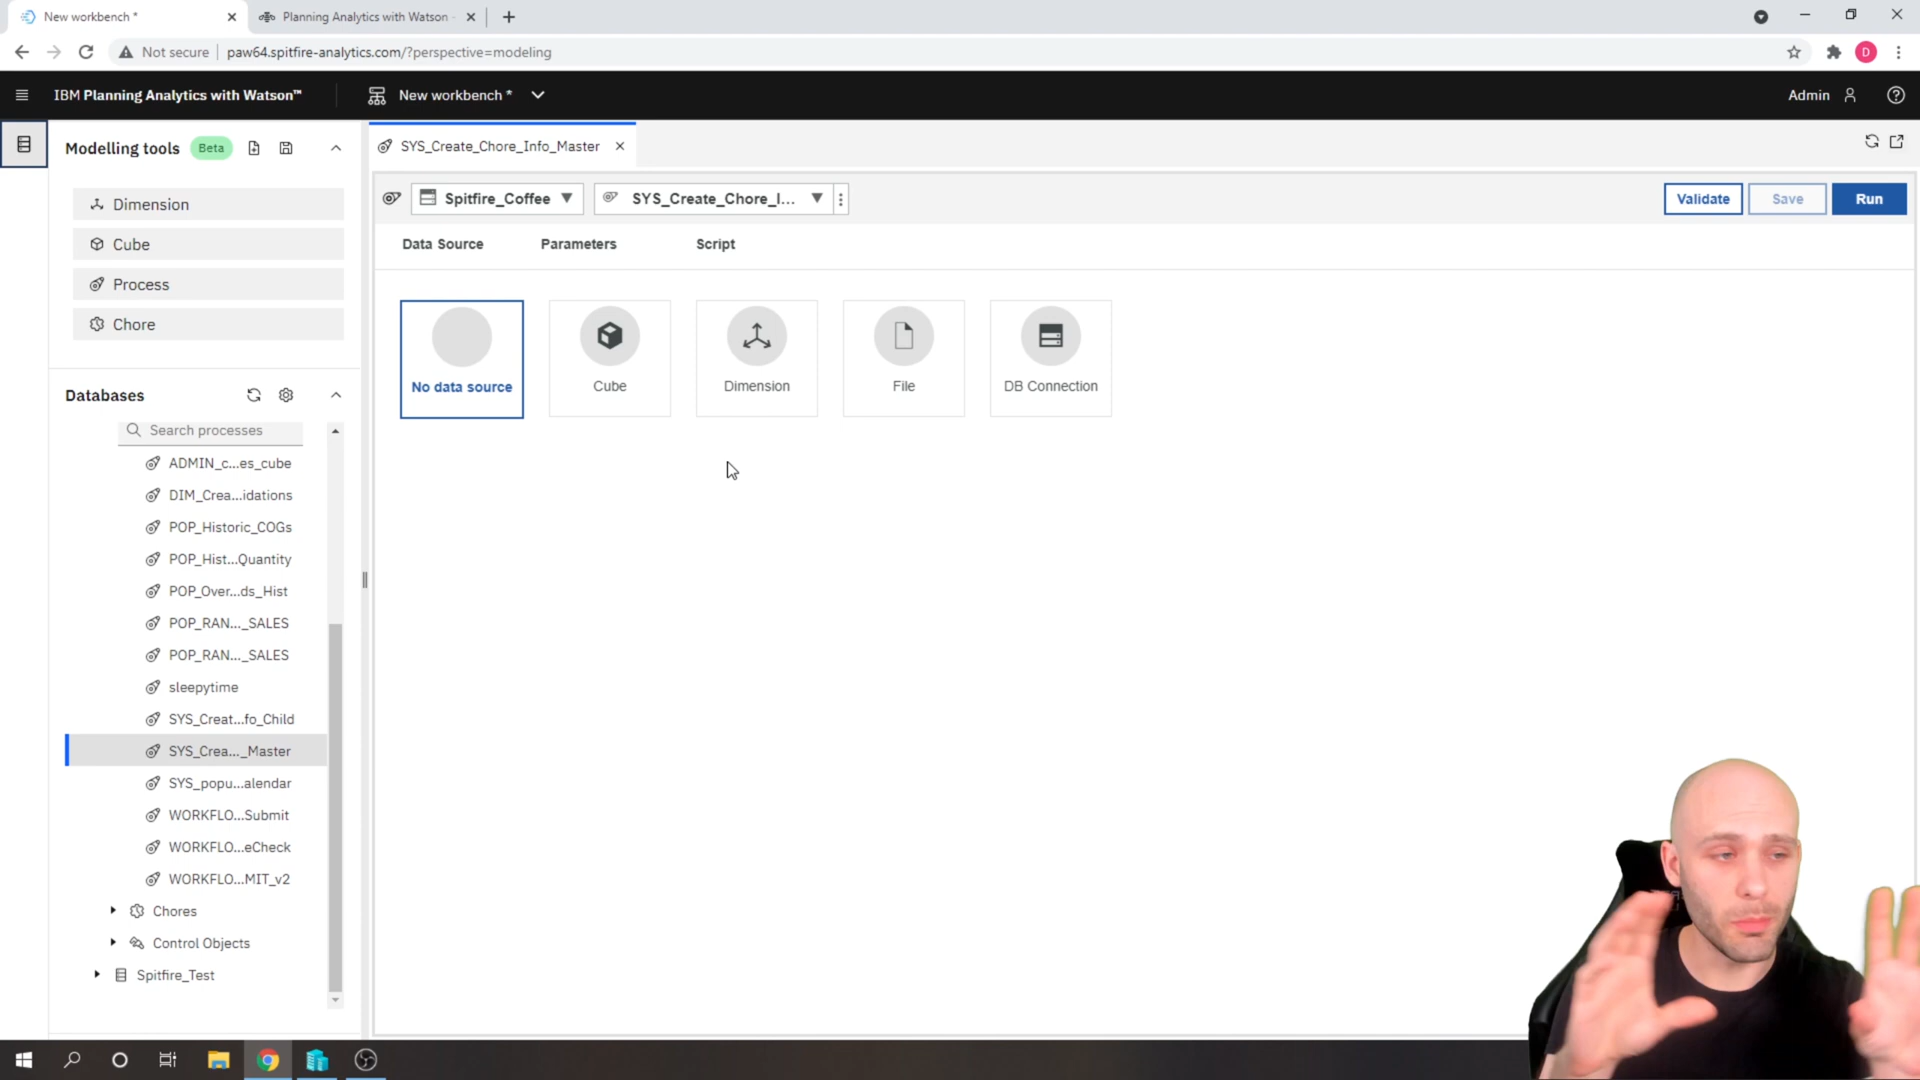 New workbench *
Planning Analytics with Watson -
Not secure
paw64.spitfire-analytics.com/?perspective=modeling
D
IBM Planning Analytics with Watson™
New workbench *
Admin
Modelling tools
Beta
SYS_Create_Chore_Info_Master
Dimension
Cube
Process
Chore
Spitfire_Coffee
SYS_Create_Chore_I...
Validate
Save
Run
Data Source
Parameters
Script
No data source
Cube
Dimension
File
DB Connection
Databases
Search processes
ADMIN_c...es_cube
DIM_Crea...idations
POP_Historic_COGs
POP_Hist...Quantity
POP_Over...ds_Hist
POP_RAN..._SALES
POP_RAN..._SALES
sleepytime
SYS_Creat...fo_Child
SYS_Crea..._Master
SYS_popu...alendar
WORKFLO...Submit
WORKFLO...eCheck
WORKFLO...MIT_v2
Chores
Control Objects
Spitfire_Test